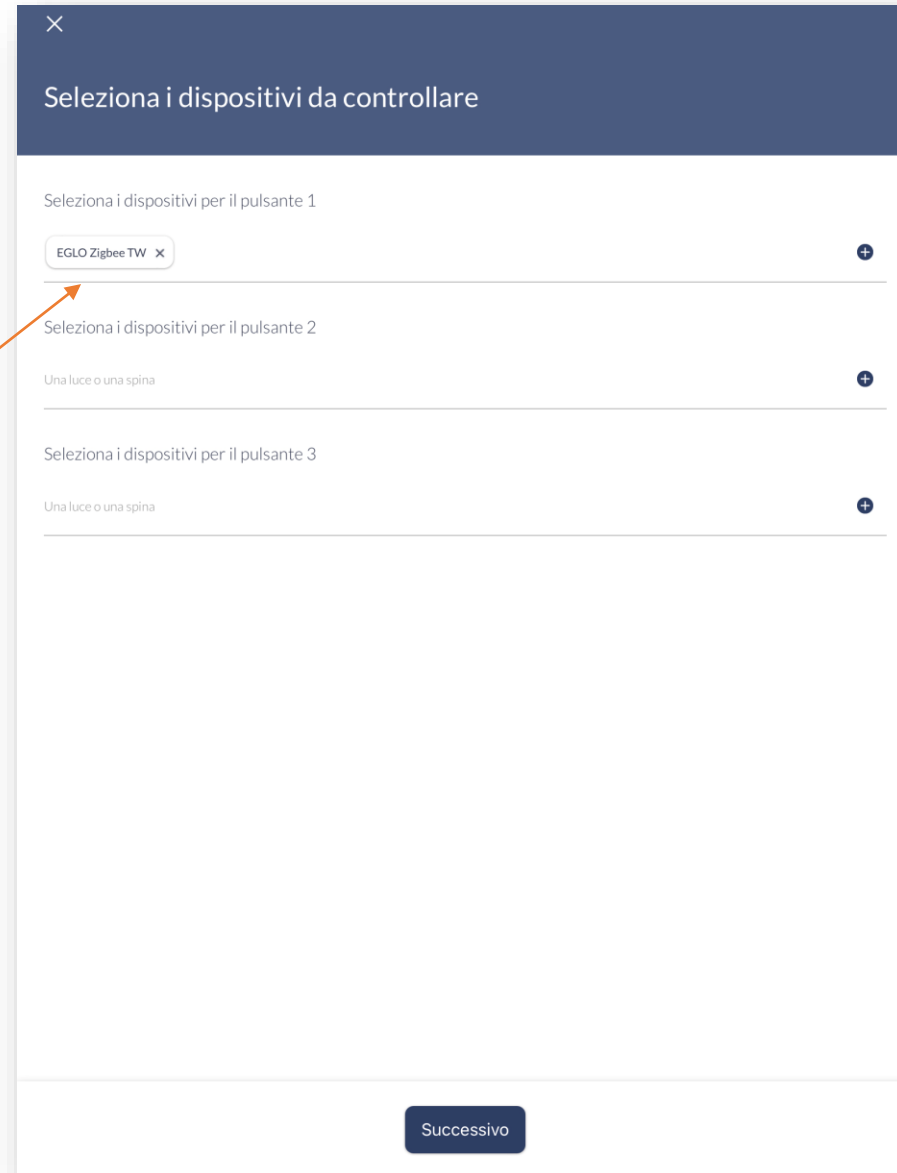 Seleziona i dispositivi da controllare
Seleziona i dispositivi per il pulsante 1
EGLO Zigbee TW
Seleziona i dispositivi per il pulsante 2
Una luce o una spina
Seleziona i dispositivi per il pulsante 3
Una luce o una spina
Successivo